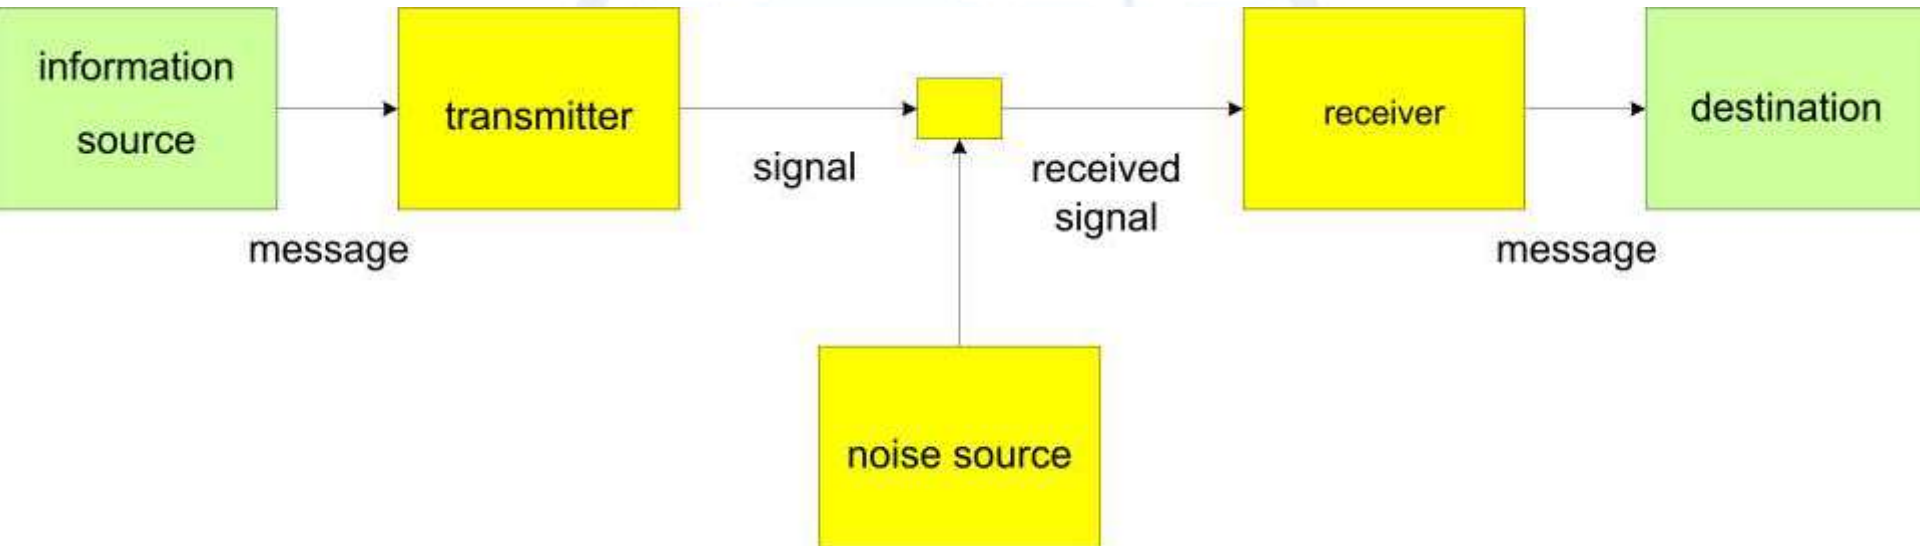 information
source
transmitter
receiver
destination
signal
received
signal
message
message
noise source